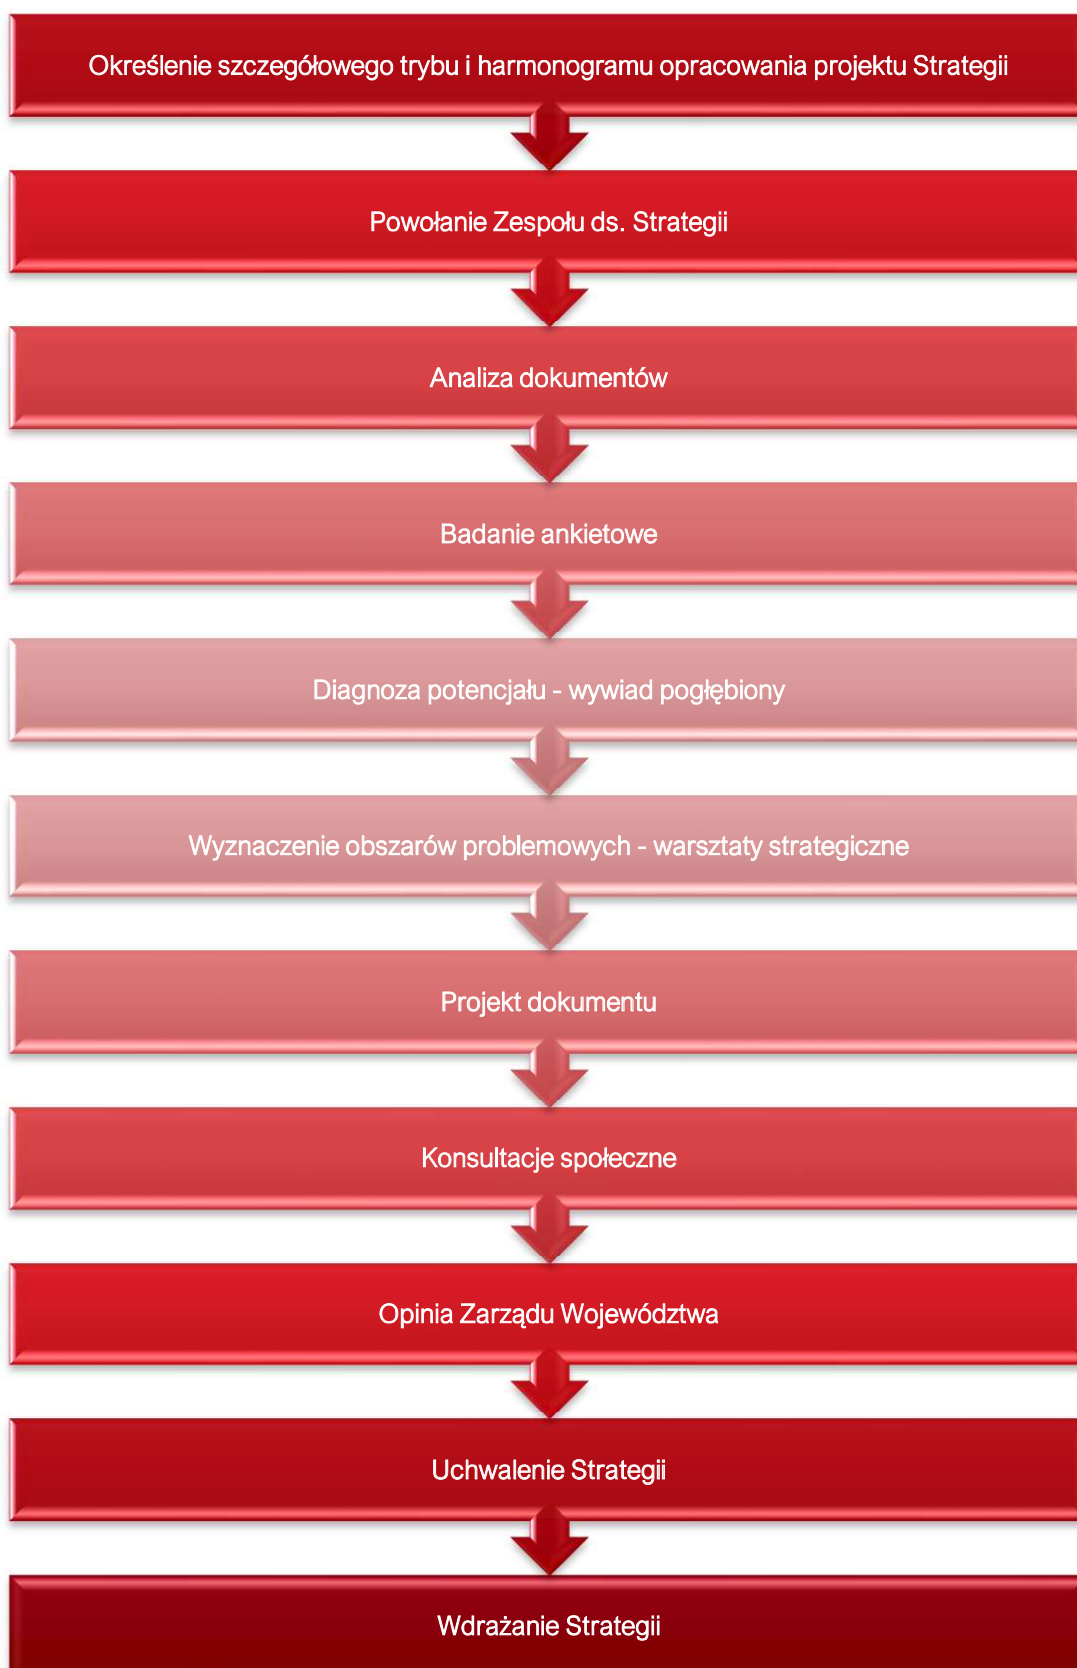 Określenie szczegółowego trybu i harmonogramu opracowania projektu Strategii
Powołanie Zespołu ds. Strategii
Analiza dokumentów
Badanie ankietowe
Diagnoza potencjału - wywiad pogłębiony
Wyznaczenie obszarów problemowych - warsztaty strategiczne
Projekt dokumentu
Konsultacje społeczne
Opinia Zarządu Województwa
Uchwalenie Strategii
Wdrażanie Strategii